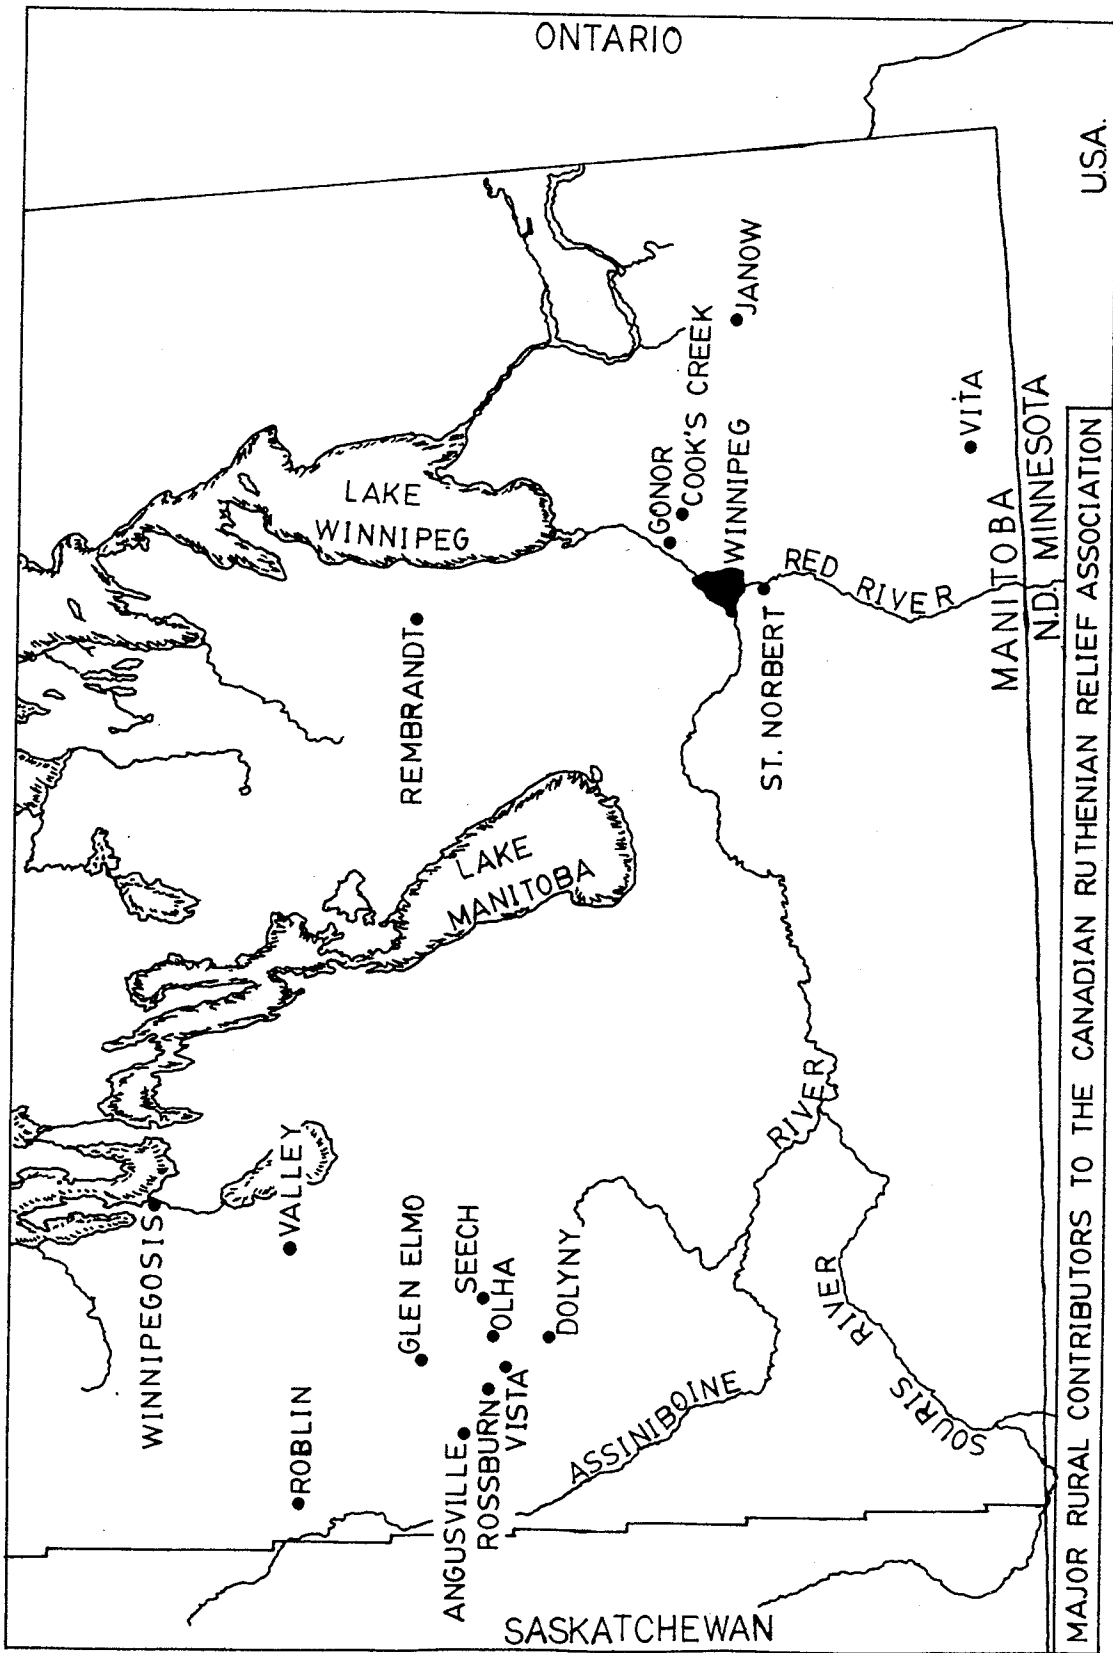 ONTARIO
SASKATCHEWAN
U.S.A.
MANITOBA
N.D.
MINNESOTA
LAKE
WINNIPEG
LAKE
MANITOBA
WINNIPEGOSIS
VALLEY
ROBLIN
GLEN ELMO
SEECH
OLHA
ANGUSVILLE
ROSSBURN
VISTA
DOLYNY
REMBRANDT
GONOR
COOK'S CREEK
WINNIPEG
JANOW
ST. NORBERT
VITA
RED RIVER
ASSINIBOINE
RIVER
SOURIS
RIVER
MAJOR RURAL CONTRIBUTORS TO THE CANADIAN RUTHENIAN RELIEF ASSOCIATION